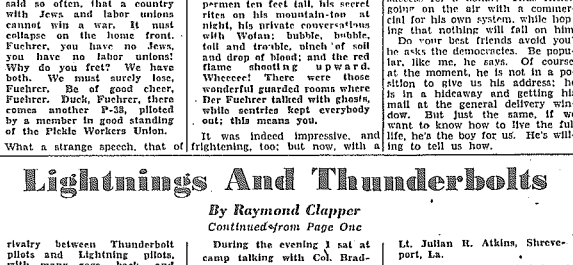 said so often, that a country
with Jews and labor unions
cannot win a war. It must
collapse on the home front.
Fuehrer, you have no Jews,
you have no labor unions!
Why do you fret? We have
both. We must surely lose,
Fuehrer. Be of good cheer,
Fuehrer. Duck, Fuehrer, there
comes another P-38, piloted
by a member in good standing
of the Pickle Workers Union.
What a strange speech, that of
permen ten feet tall, his secret
rites on his mountain-top at
night, his private conversations
with Wotan; bubble, bubble,
toil and trouble, pinch of soil
and drop of blood; and the red
flame shooting upward.
Wheeee! There were those
wonderful guarded rooms where
Der Fuehrer talked with ghosts,
while sentries kept everybody
out; this means you.
It was indeed impressive, and
frightening, too; but now, with a
going on the air with a commer-
cial for his own system, while hop
ing that nothing will fall on him
Do your best friends avoid you?
he asks the democracies. Be popu-
lar, like me, he says. Of course
at the moment, he is not in a po-
sition to give us his address; he
is in a hideaway and getting his
mail at the general delivery win-
dow. But just the same, if we
want to know how to live the ful
life, he's the boy for us. He's will-
ing to tell us how.
Lightnings And Thunderbolts
By Raymond Clapper
Continued from Page One
rivalry between Thunderbolt
pilots and Lightning pilots,
with many goes back and
During the evening I sat at
camp talking with Col. Brad-
Lt. Julian R. Atkins, Shreve-
port, La.